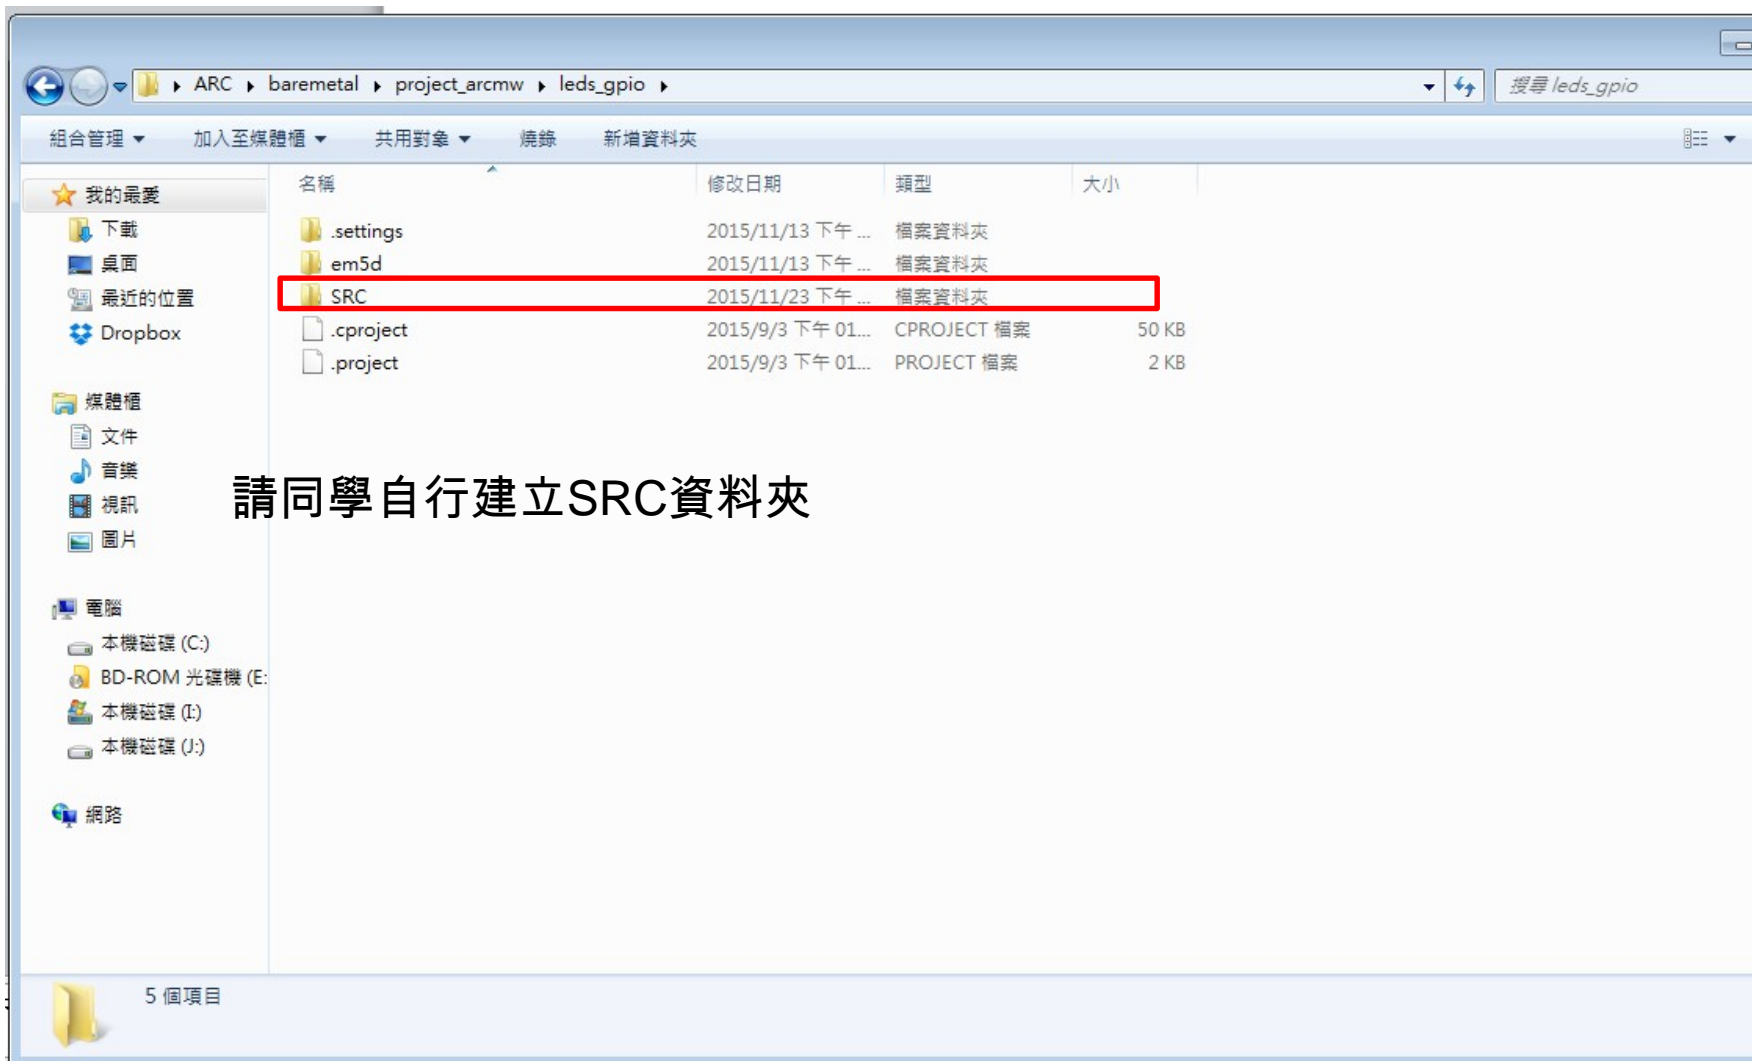 ARC baremetal project_arcmw leds_gpio 搜尋 leds_gpio
組合管理 加入至媒體櫃 共用對象 燒錄 新增資料夾
名稱 修改日期 類型 大小
我的最愛
下載
桌面
最近的位置
Dropbox
媒體櫃
文件
音樂
視訊
圖片
電腦
本機磁碟 (C:)
BD-ROM 光碟機 (E:
本機磁碟 (I:)
本機磁碟 (J:)
網路
.settings 2015/11/13 下午 ... 檔案資料夾
em5d 2015/11/13 下午 ... 檔案資料夾
SRC 2015/11/23 下午 ... 檔案資料夾
.cproject 2015/9/3 下午 01... CPROJECT 檔案 50 KB
.project 2015/9/3 下午 01... PROJECT 檔案 2 KB
請同學自行建立SRC資料夾
5 個項目